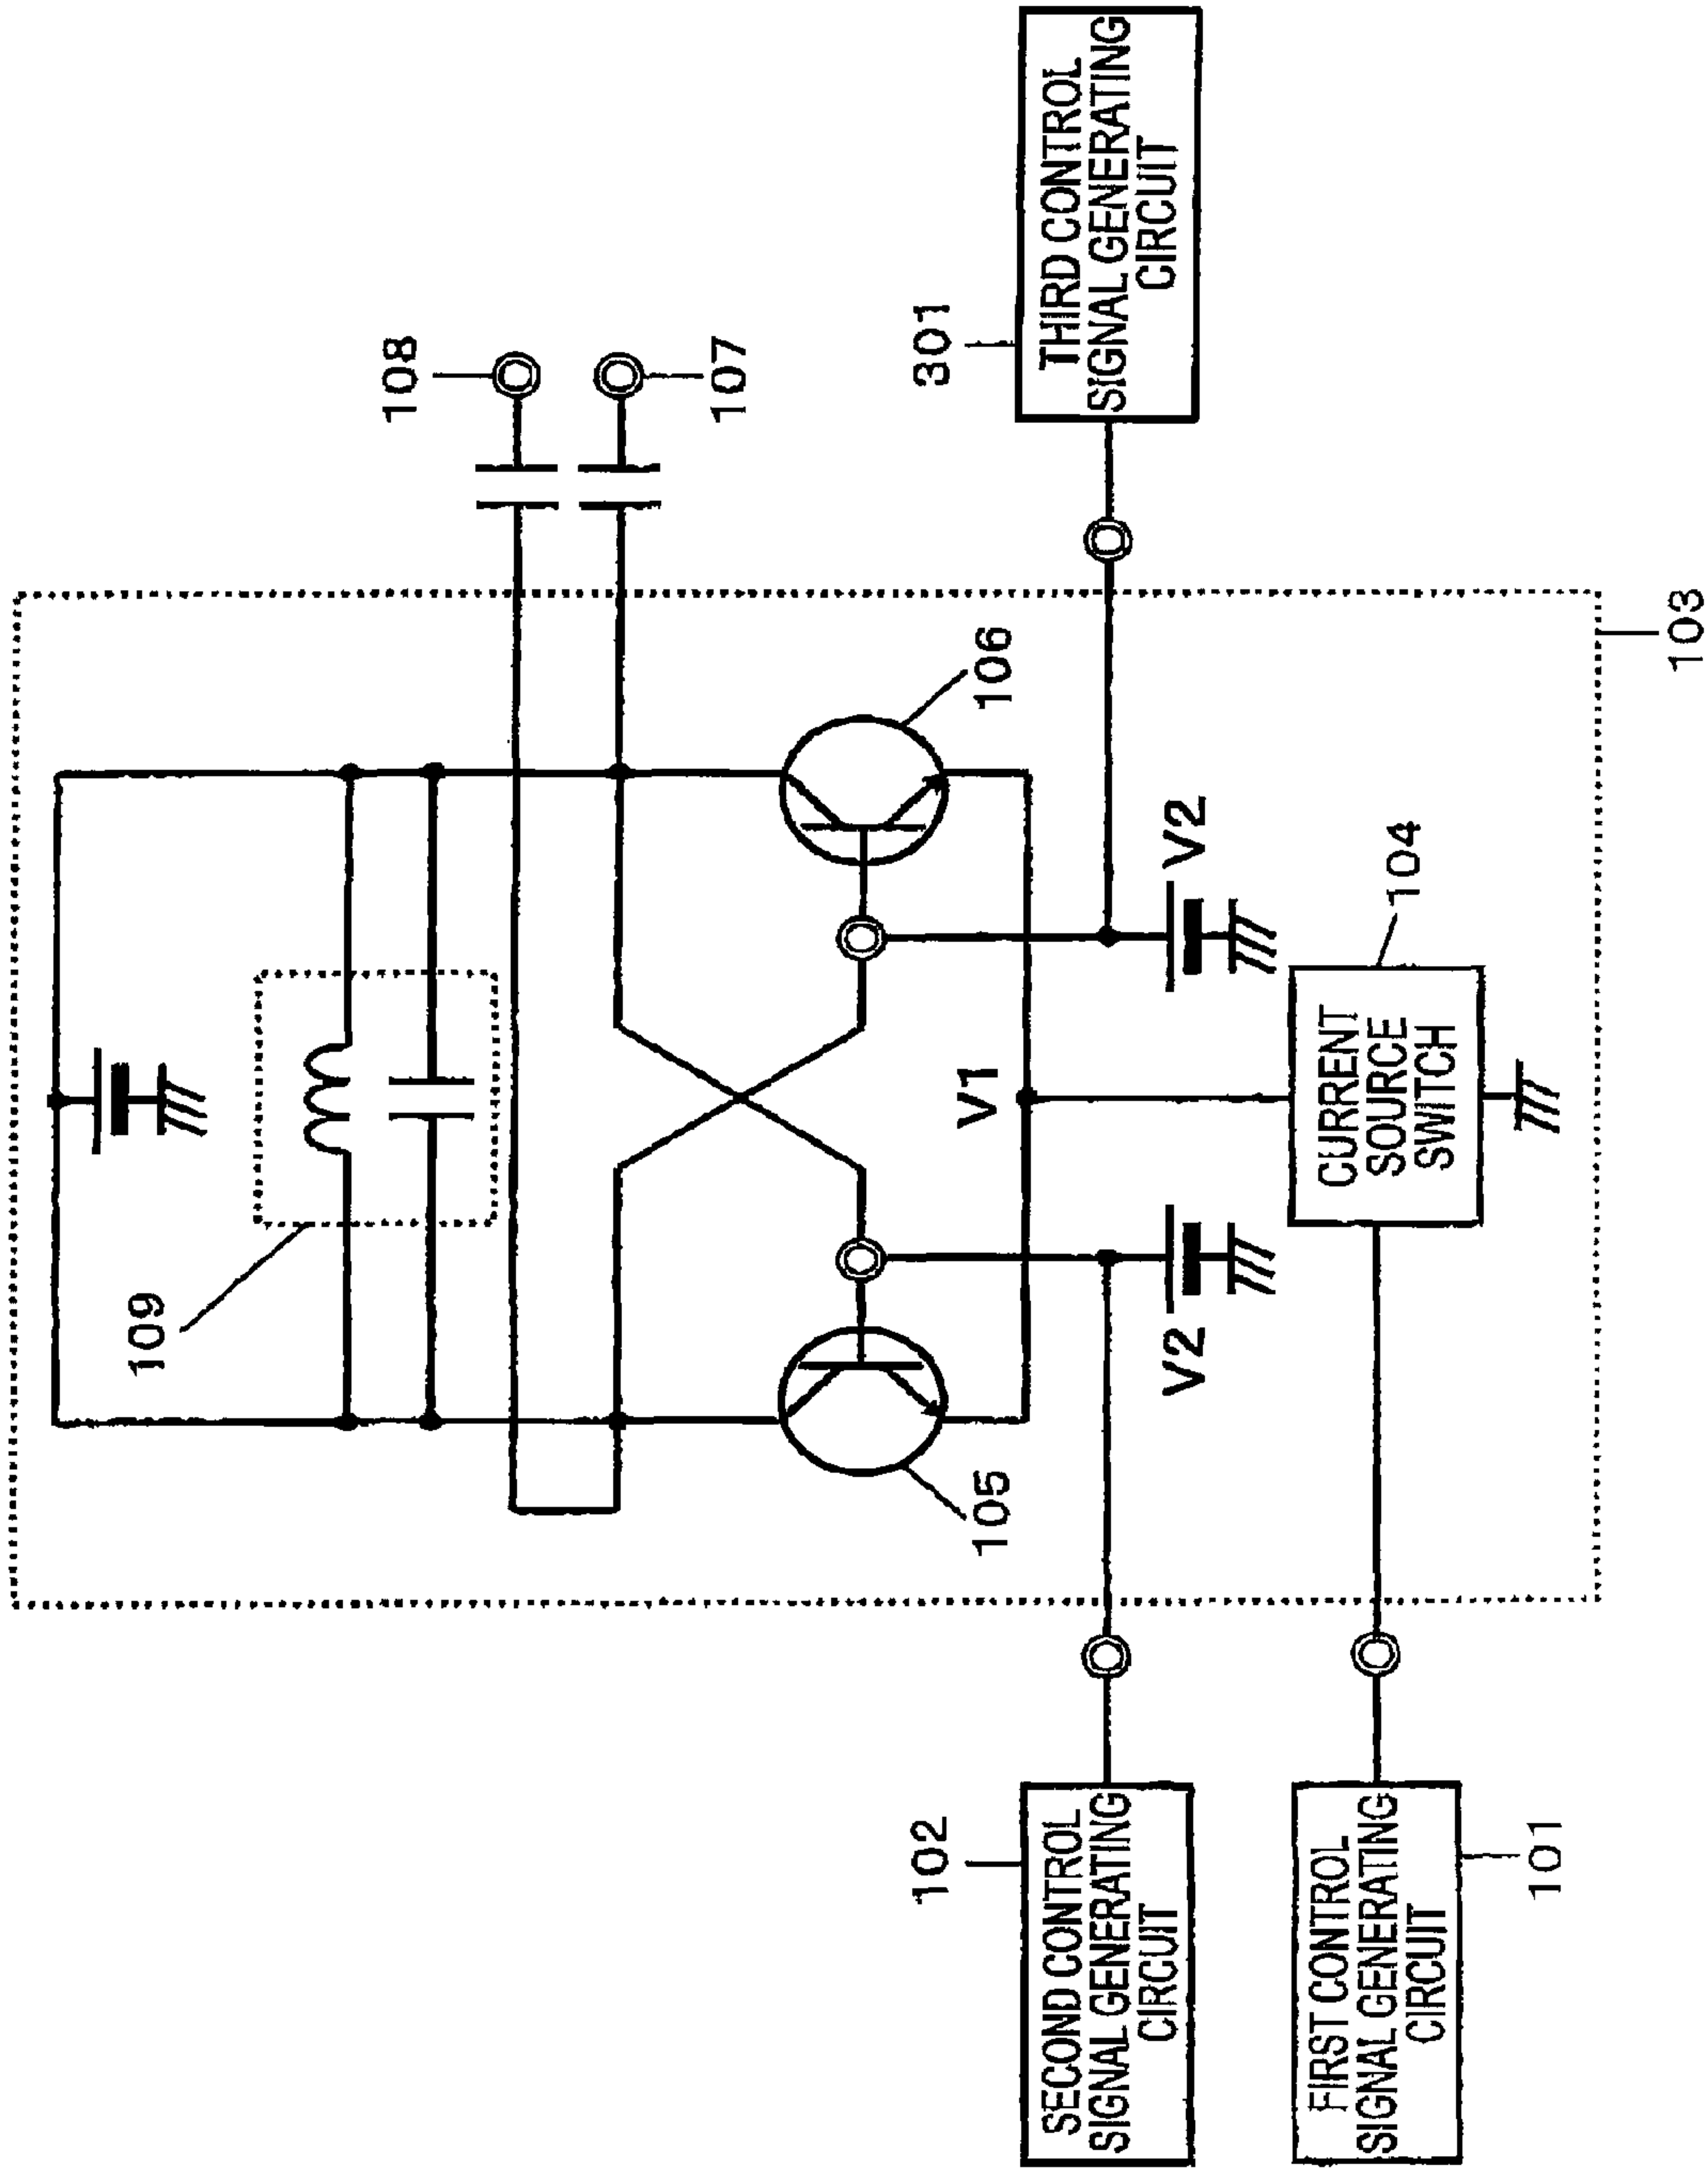 109
108
107
105
106
V1
V2
V2
102
SECOND CONTROL
SIGNAL GENERATING
CIRCUIT
301
THIRD CONTROL
SIGNAL GENERATING
CIRCUIT
101
FIRST CONTROL
SIGNAL GENERATING
CIRCUIT
CURRENT
SOURCE
SWITCH
104
103